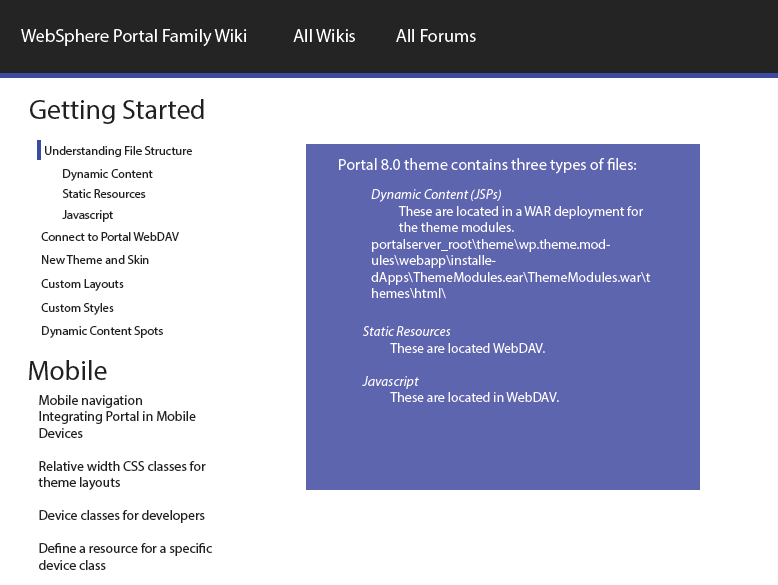 WebSphere Portal Family Wiki All Wikis All Forums
Getting Started
Understanding File Structure
Dynamic Content
Static Resources
Javascript
Connect to Portal WebDAV
New Theme and Skin
Custom Layouts
Custom Styles
Dynamic Content Spots
Mobile
Mobile navigation
Integrating Portal in Mobile
Devices
Relative width CSS classes for
theme layouts
Device classes for developers
Define a resource for a specific
device class
Portal 8.0 theme contains three types of files:
Dynamic Content (JSPs)
These are located in a WAR deployment for
the theme modules.
portalserver_root\theme\wp.theme.mod-
ules\webapp\installe-
dApps\ThemeModules.ear\ThemeModules.war\t
hemes\html\
Static Resources
These are located WebDAV.
Javascript
These are located in WebDAV.